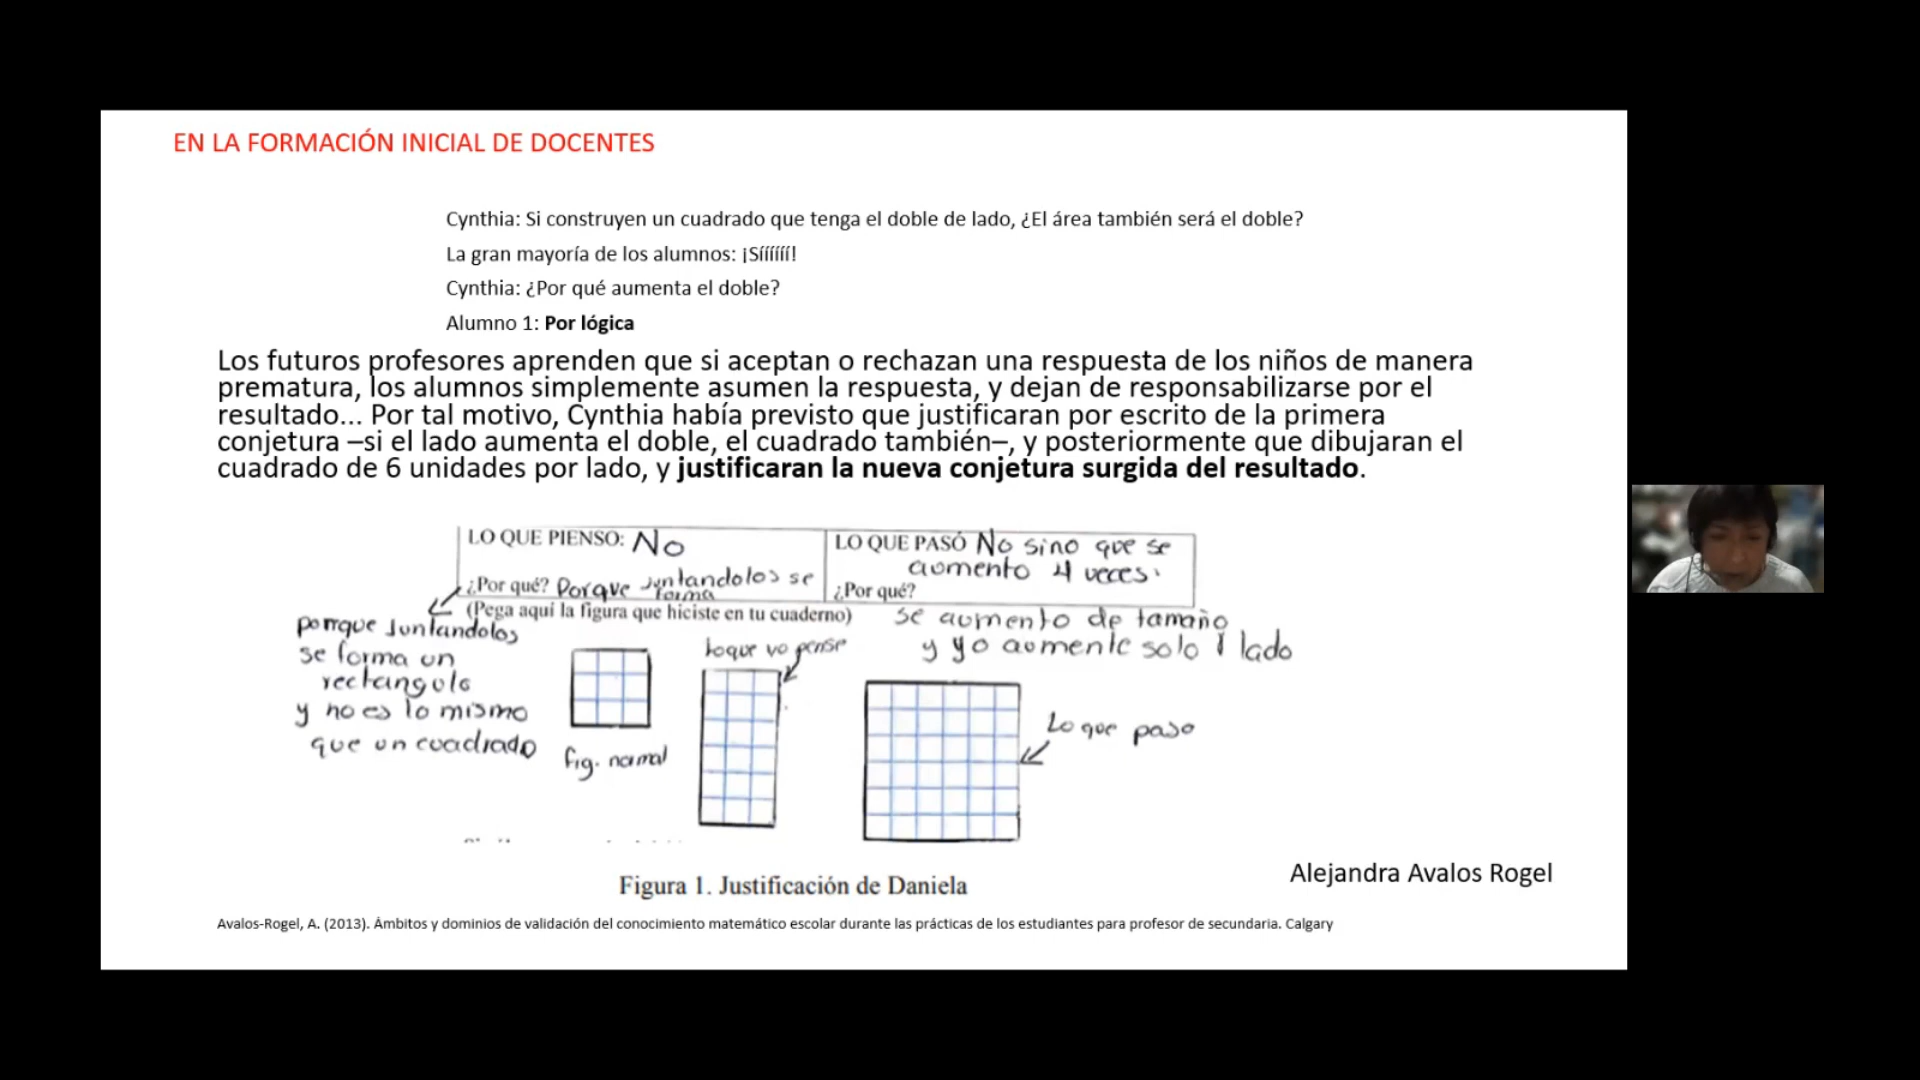 EN LA FORMACIÓN INICIAL DE DOCENTES
Cynthia: Si construyen un cuadrado que tenga el doble de lado, ¿El área también será el doble?
La gran mayoría de los alumnos: ¡Síííííí!
Cynthia: ¿Por qué aumenta el doble?
Alumno 1: Por lógica
Los futuros profesores aprenden que si aceptan o rechazan una respuesta de los niños de manera
prematura, los alumnos simplemente asumen la respuesta, y dejan de responsabilizarse por el
resultado... Por tal motivo, Cynthia había previsto que justificaran por escrito de la primera
conjetura –si el lado aumenta el doble, el cuadrado también–, y posteriormente que dibujaran el
cuadrado de 6 unidades por lado, y justificaran la nueva conjetura surgida del resultado.
LO QUE PIENSO: No
¿Por qué? Porque juntandolos se
forma
(Pega aquí la figura que hiciste en tu cuaderno)
LO QUE PASÓ No sino que se
aumento 4 veces.
¿Por qué?
se aumento de tamaño
y yo aumente solo 1 lado
porque Juntandolos
se forma un
rectangulo
y no es lo mismo
que un cuadrado
fig. normal
loque yo pense
Lo que paso
Figura 1. Justificación de Daniela
Alejandra Avalos Rogel
Avalos-Rogel, A. (2013). Ámbitos y dominios de validación del conocimiento matemático escolar durante las prácticas de los estudiantes para profesor de secundaria. Calgary